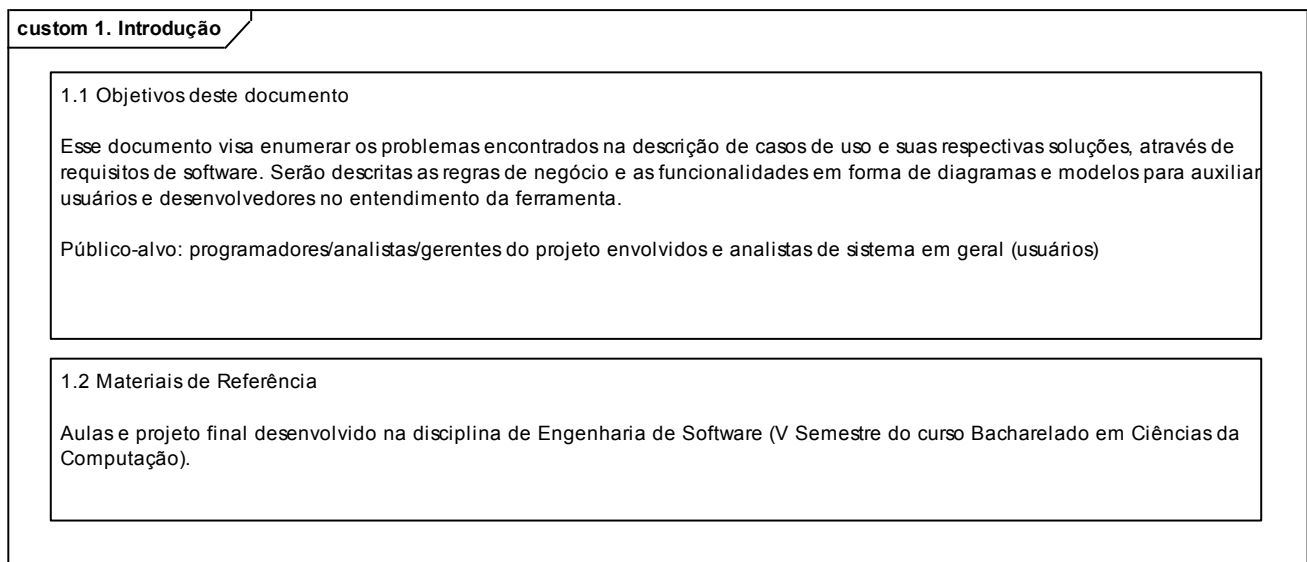 custom 1. Introdução
1.1 Objetivos deste documento
Esse documento visa enumerar os problemas encontrados na descrição de casos de uso e suas respectivas soluções, através de
requisitos de software. Serão descritas as regras de negócio e as funcionalidades em forma de diagramas e modelos para auxiliar
usuários e desenvolvedores no entendimento da ferramenta.
Público-alvo: programadores/analistas/gerentes do projeto envolvidos e analistas de sistema em geral (usuários)
1.2 Materiais de Referência
Aulas e projeto final desenvolvido na disciplina de Engenharia de Software (V Semestre do curso Bacharelado em Ciências da
Computação).